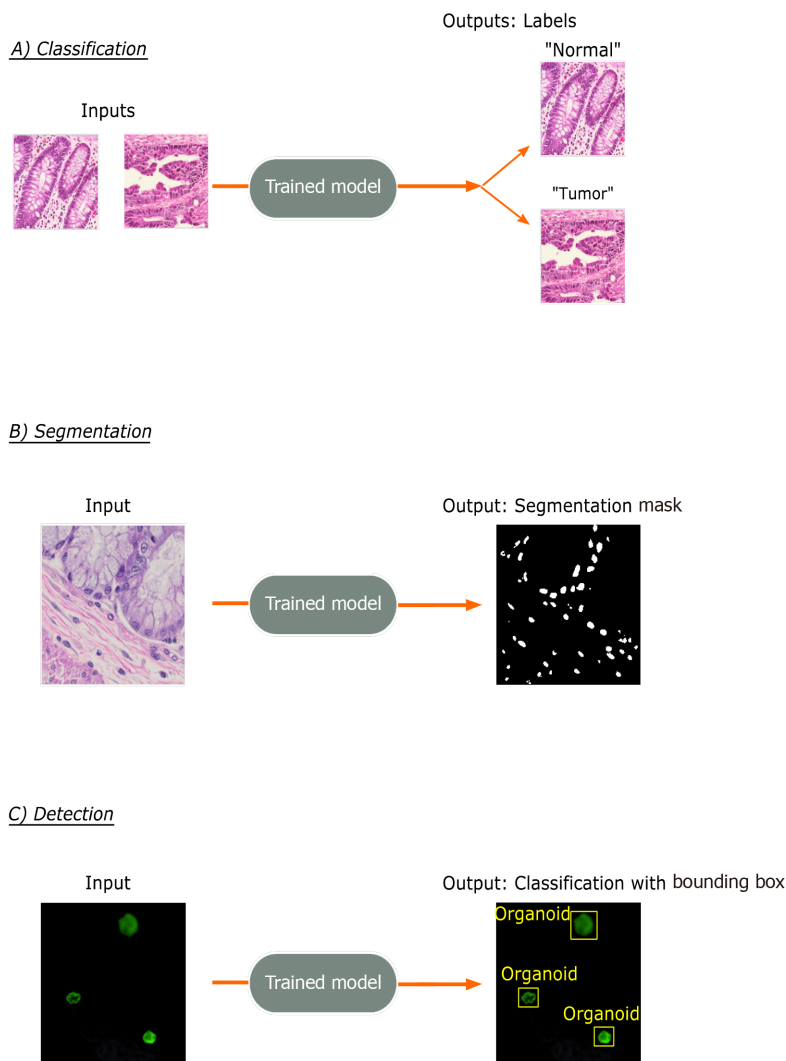 A) Classification
Outputs: Labels
"Normal"
Inputs
Trained model
"Tumor"
B) Segmentation
Input
Output: Segmentation mask
Trained model
C) Detection
Input
Output: Classification with bounding box
Organoid
Trained model
Organoid
Organoid